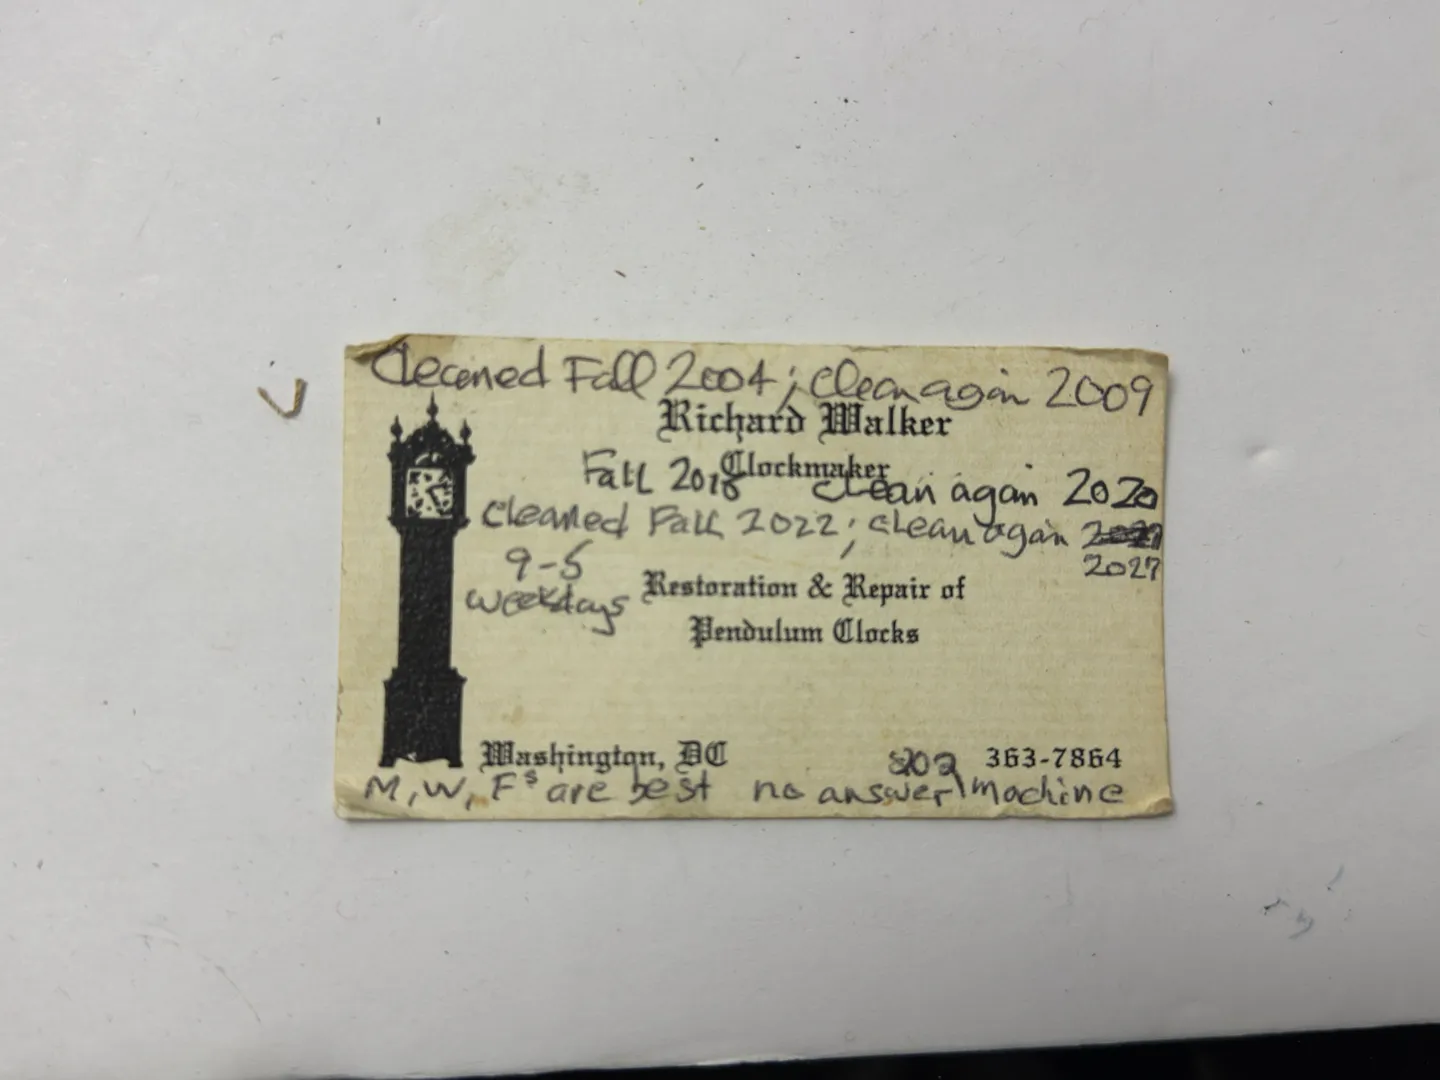 Cleaned Fall 2004; clean again 2009
Richard Walker
Clockmaker
Fall 2018 clean again 2020
Cleaned Fall 2022; clean again
2027
9-5
weekdays
Restoration & Repair of
Pendulum Clocks
Washington, DC 202 363-7864
M, W, Fs are best no answer machine